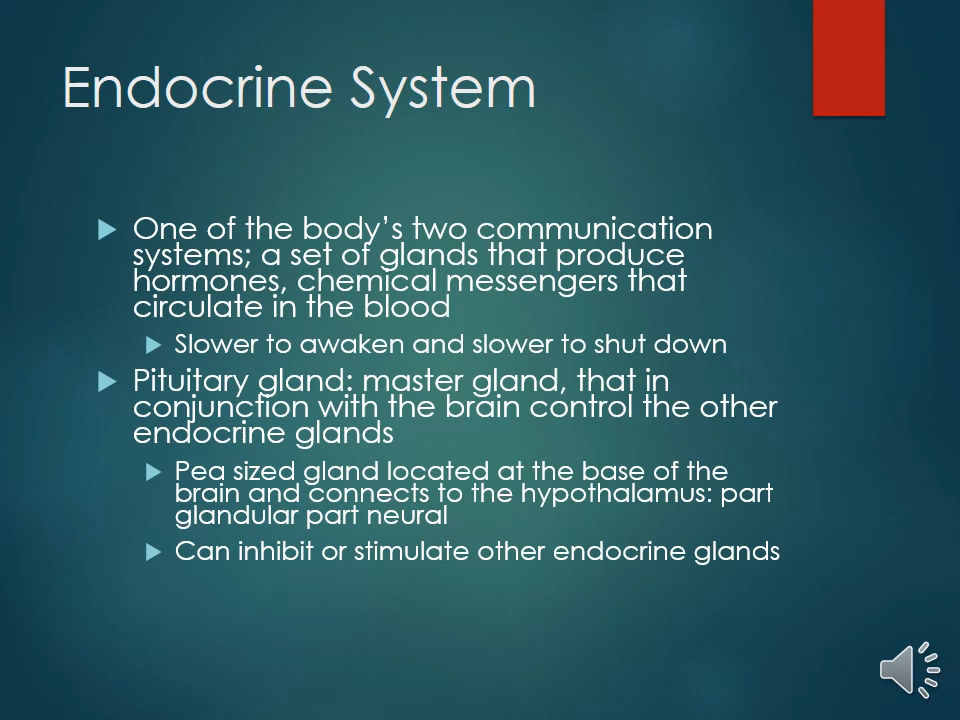 Endocrine System
One of the body’s two communication
systems; a set of glands that produce
hormones, chemical messengers that
circulate in the blood
Slower to awaken and slower to shut down
Pituitary gland: master gland, that in
conjunction with the brain control the other
endocrine glands
Pea sized gland located at the base of the
brain and connects to the hypothalamus: part
glandular part neural
Can inhibit or stimulate other endocrine glands